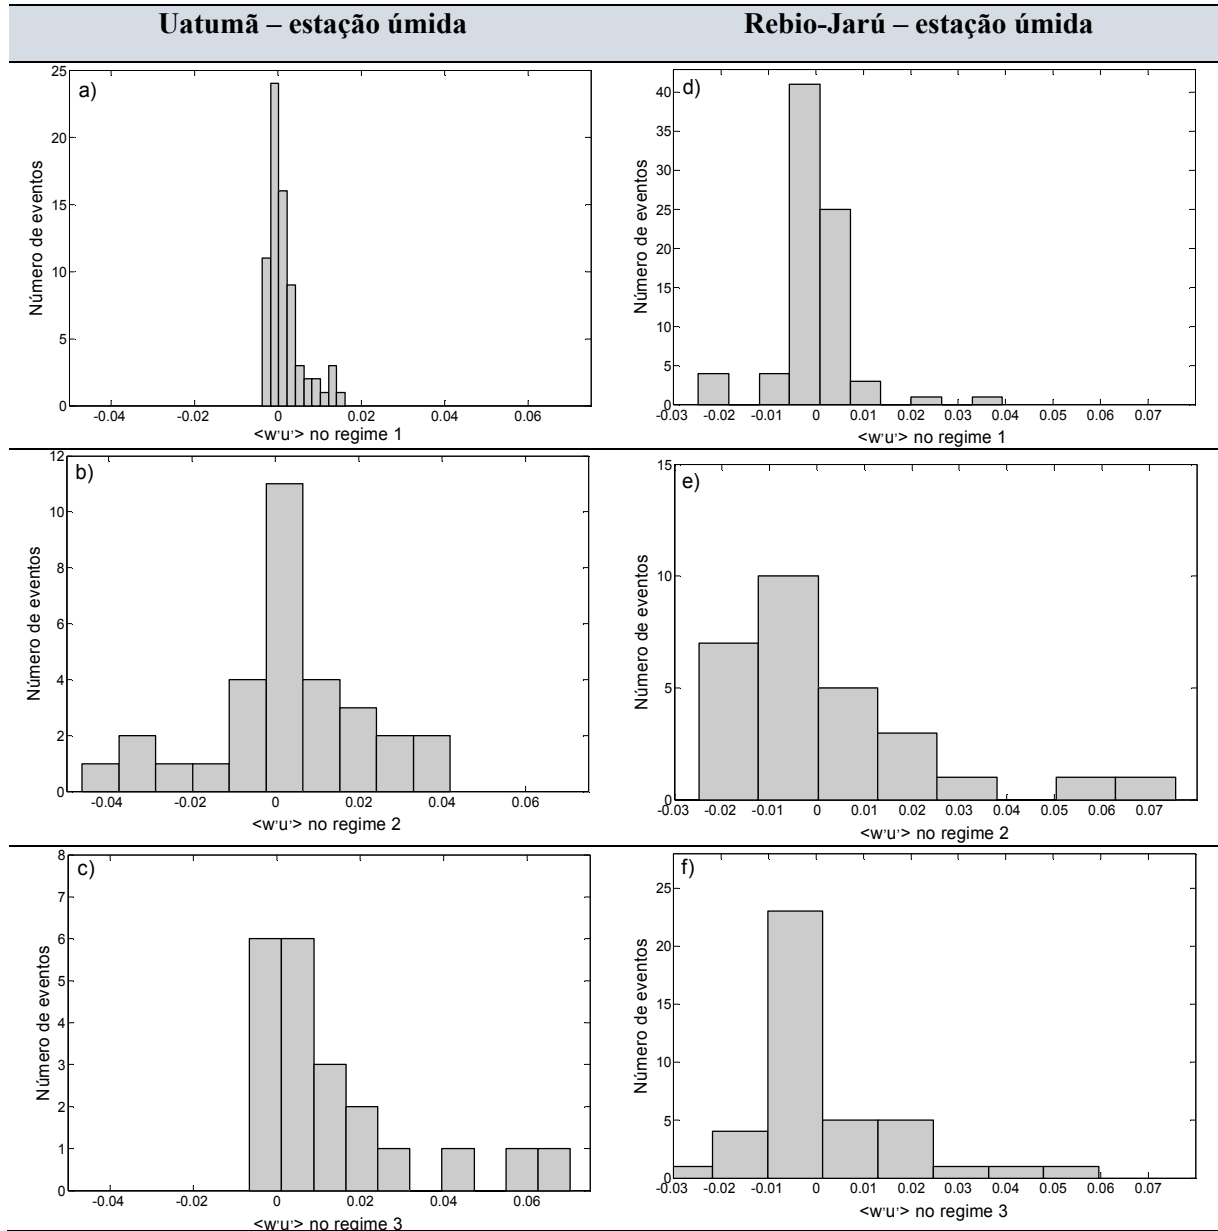 Uatumã – estação úmida
Rebio-Jarú – estação úmida
a)
Número de eventos
25
20
15
10
5
0
-0.04 -0.02 0 0.02 0.04 0.06
<w'u'> no regime 1
d)
Número de eventos
40
35
30
25
20
15
10
5
0
-0.03 -0.02 -0.01 0 0.01 0.02 0.03 0.04 0.05 0.06 0.07
<w'u'> no regime 1
b)
Número de eventos
12
10
8
6
4
2
0
-0.04 -0.02 0 0.02 0.04 0.06
<w'u'> no regime 2
e)
Número de eventos
15
10
5
0
-0.03 -0.02 -0.01 0 0.01 0.02 0.03 0.04 0.05 0.06 0.07
<w'u'> no regime 2
c)
Número de eventos
8
7
6
5
4
3
2
1
0
-0.04 -0.02 0 0.02 0.04 0.06
<w'u'> no regime 3
f)
Número de eventos
25
20
15
10
5
0
-0.03 -0.02 -0.01 0 0.01 0.02 0.03 0.04 0.05 0.06 0.07
<w'u'> no regime 3